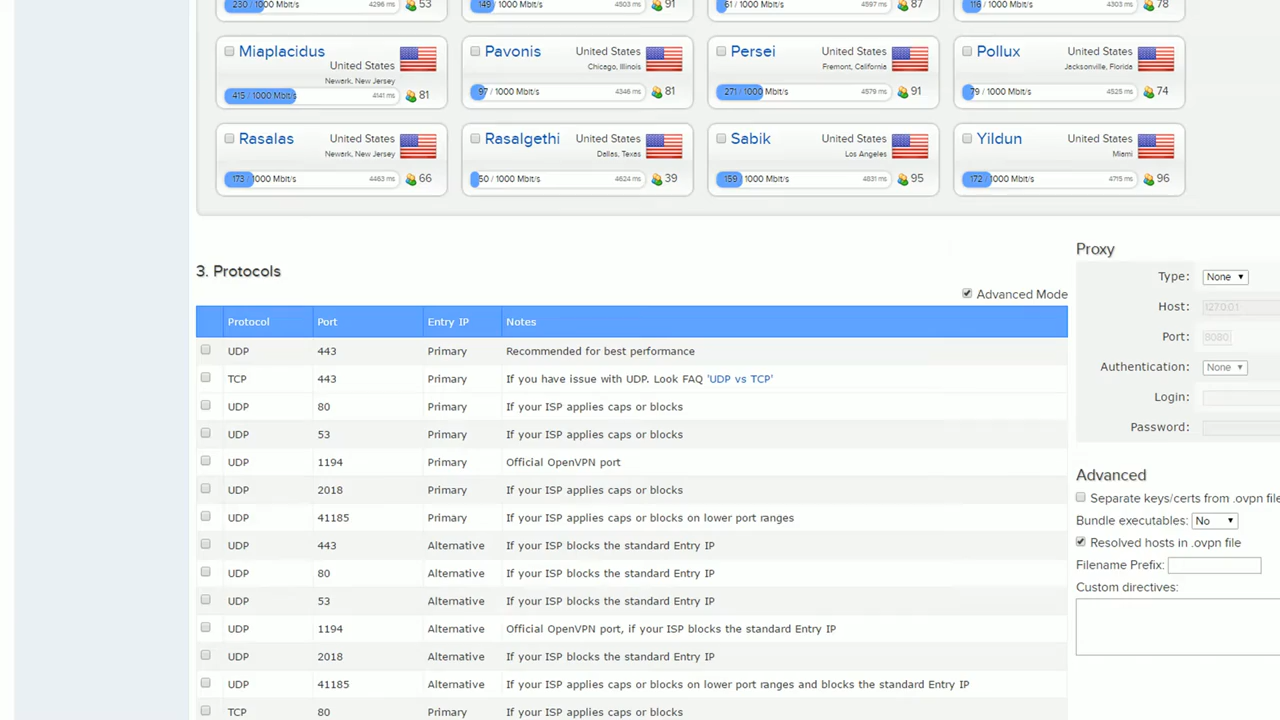 230 / 1000 Mbit/s 4296 ms 53 149 / 1000 Mbit/s 4503 ms 91 61 / 1000 Mbit/s 4597 ms 87 116 / 1000 Mbit/s 4303 ms 78
Miaplacidus United States Newark, New Jersey
415 / 1000 Mbit/s 4141 ms 81
Pavonis United States Chicago, Illinois
97 / 1000 Mbit/s 4346 ms 81
Persei United States Fremont, California
271 / 1000 Mbit/s 4579 ms 91
Pollux United States Jacksonville, Florida
79 / 1000 Mbit/s 4525 ms 74
Rasalas United States Newark, New Jersey
173 / 1000 Mbit/s 4463 ms 66
Rasalgethi United States Dallas, Texas
50 / 1000 Mbit/s 4624 ms 39
Sabik United States Los Angeles
159 / 1000 Mbit/s 4831 ms 95
Yildun United States Miami
172 / 1000 Mbit/s 4715 ms 96
3. Protocols
Advanced Mode
Protocol Port Entry IP Notes
UDP 443 Primary Recommended for best performance
TCP 443 Primary If you have issue with UDP. Look FAQ 'UDP vs TCP'
UDP 80 Primary If your ISP applies caps or blocks
UDP 53 Primary If your ISP applies caps or blocks
UDP 1194 Primary Official OpenVPN port
UDP 2018 Primary If your ISP applies caps or blocks
UDP 41185 Primary If your ISP applies caps or blocks on lower port ranges
UDP 443 Alternative If your ISP blocks the standard Entry IP
UDP 80 Alternative If your ISP blocks the standard Entry IP
UDP 53 Alternative If your ISP blocks the standard Entry IP
UDP 1194 Alternative Official OpenVPN port, if your ISP blocks the standard Entry IP
UDP 2018 Alternative If your ISP blocks the standard Entry IP
UDP 41185 Alternative If your ISP applies caps or blocks on lower port ranges and blocks the standard Entry IP
TCP 80 Primary If your ISP applies caps or blocks
Proxy
Type: None
Host: 127.0.0.1
Port: 8080
Authentication: None
Login:
Password:
Advanced
Separate keys/certs from .ovpn file
Bundle executables: No
Resolved hosts in .ovpn file
Filename Prefix:
Custom directives: